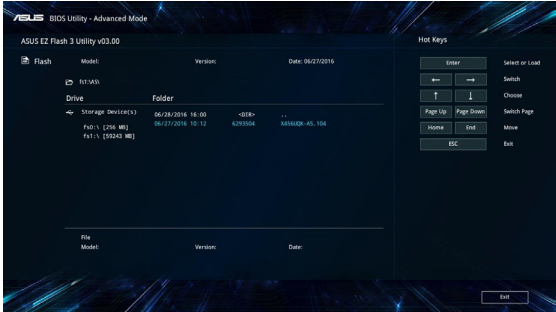 ASUS BIOS Utility - Advanced Mode
ASUS EZ Flash 3 Utility v03.00
Hot Keys
Flash Model: Version: Date: 06/27/2016
fs1:\AS\
Drive Folder
Storage Device(s)
fs0:\ [256 MB]
fs1:\ [59243 MB]
06/28/2016 16:00 <DIR> ..
06/27/2016 10:12 6293504 X456UQK-AS.104
Enter Select or Load
← → Switch
↑ ↓ Choose
Page Up Page Down Switch Page
Home End Move
ESC Exit
File
Model: Version: Date:
Exit